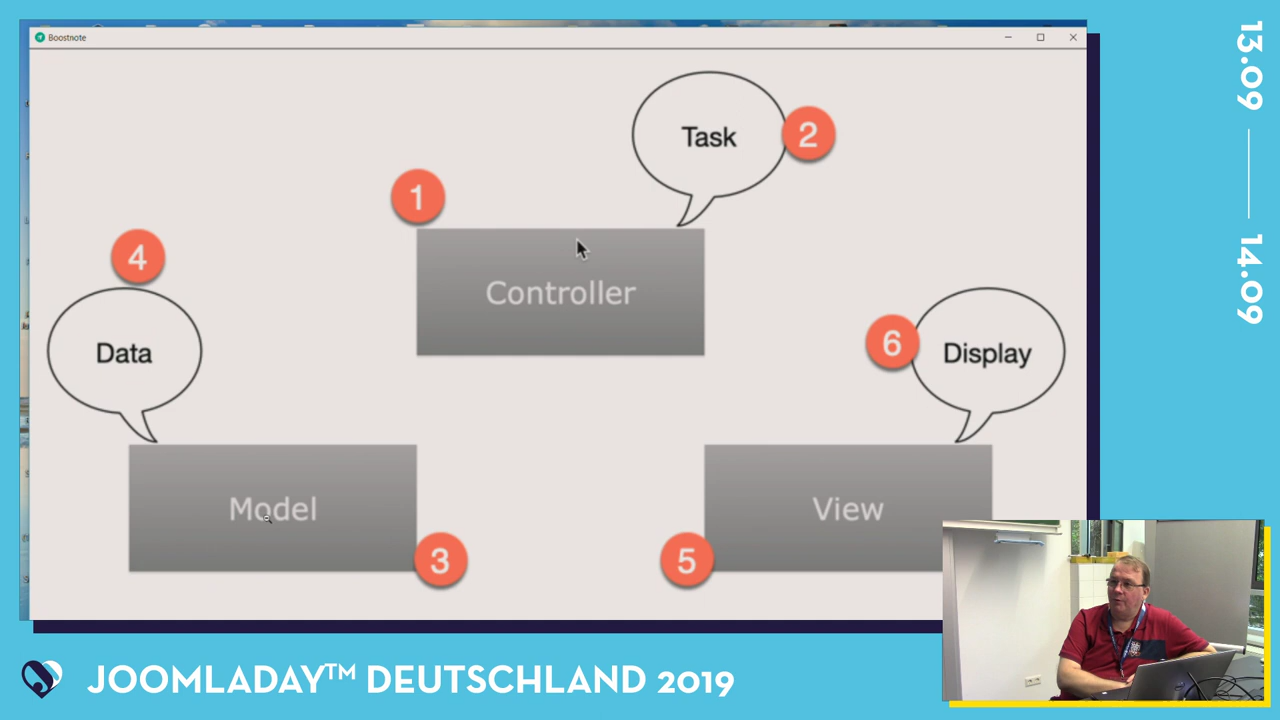 Boostnote
Task
2
1
4
Controller
Data
6
Display
Model
View
3
5
13.09
14.09
JOOMLADAY™ DEUTSCHLAND 2019